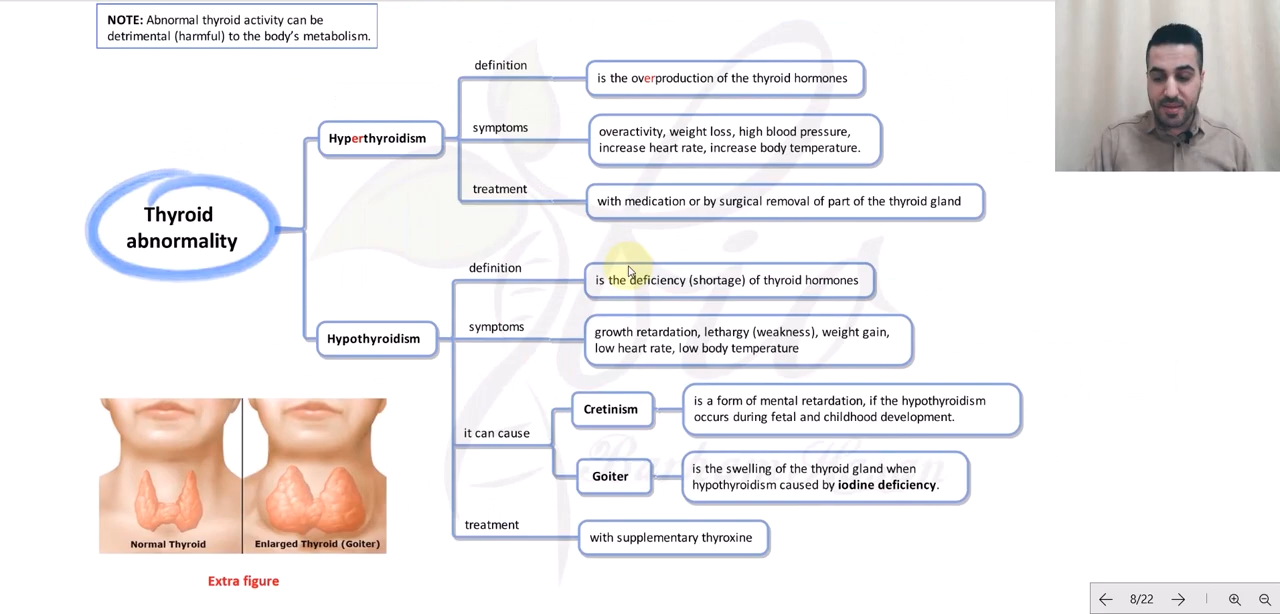 NOTE: Abnormal thyroid activity can be
detrimental (harmful) to the body's metabolism.
Thyroid
abnormality
Hyperthyroidism
definition
is the overproduction of the thyroid hormones
symptoms
overactivity, weight loss, high blood pressure,
increase heart rate, increase body temperature.
treatment
with medication or by surgical removal of part of the thyroid gland
Hypothyroidism
definition
is the deficiency (shortage) of thyroid hormones
symptoms
growth retardation, lethargy (weakness), weight gain,
low heart rate, low body temperature
it can cause
Cretinism
is a form of mental retardation, if the hypothyroidism
occurs during fetal and childhood development.
Goiter
is the swelling of the thyroid gland when
hypothyroidism caused by iodine deficiency.
treatment
with supplementary thyroxine
Normal Thyroid
Enlarged Thyroid (Goiter)
Extra figure
8/22